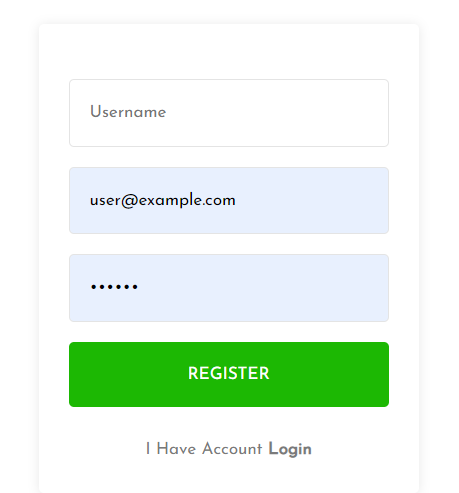 Username
user@example.com
••••••
REGISTER
I Have Account Login